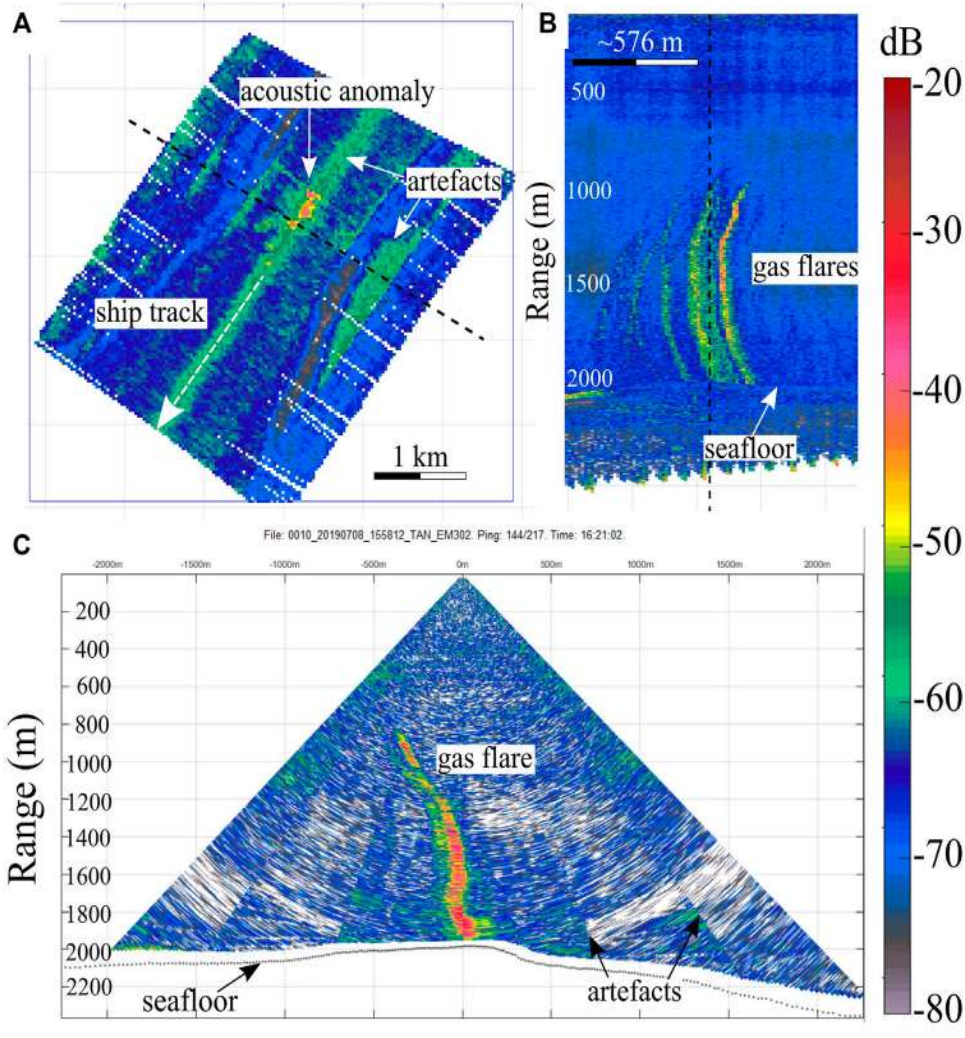 A
acoustic anomaly
artefacts
ship track
1 km
B
~576 m
500
1000
1500
2000
Range (m)
gas flares
seafloor
dB
-20
-30
-40
-50
-60
-70
-80
C
File: 0010_20190708_155812_TAN_EM302. Ping: 144/217. Time: 16:21:02
-2000m
-1500m
-1000m
-500m
0m
500m
1000m
1500m
2000m
200
400
600
800
1000
1200
1400
1600
1800
2000
2200
Range (m)
gas flare
seafloor
artefacts